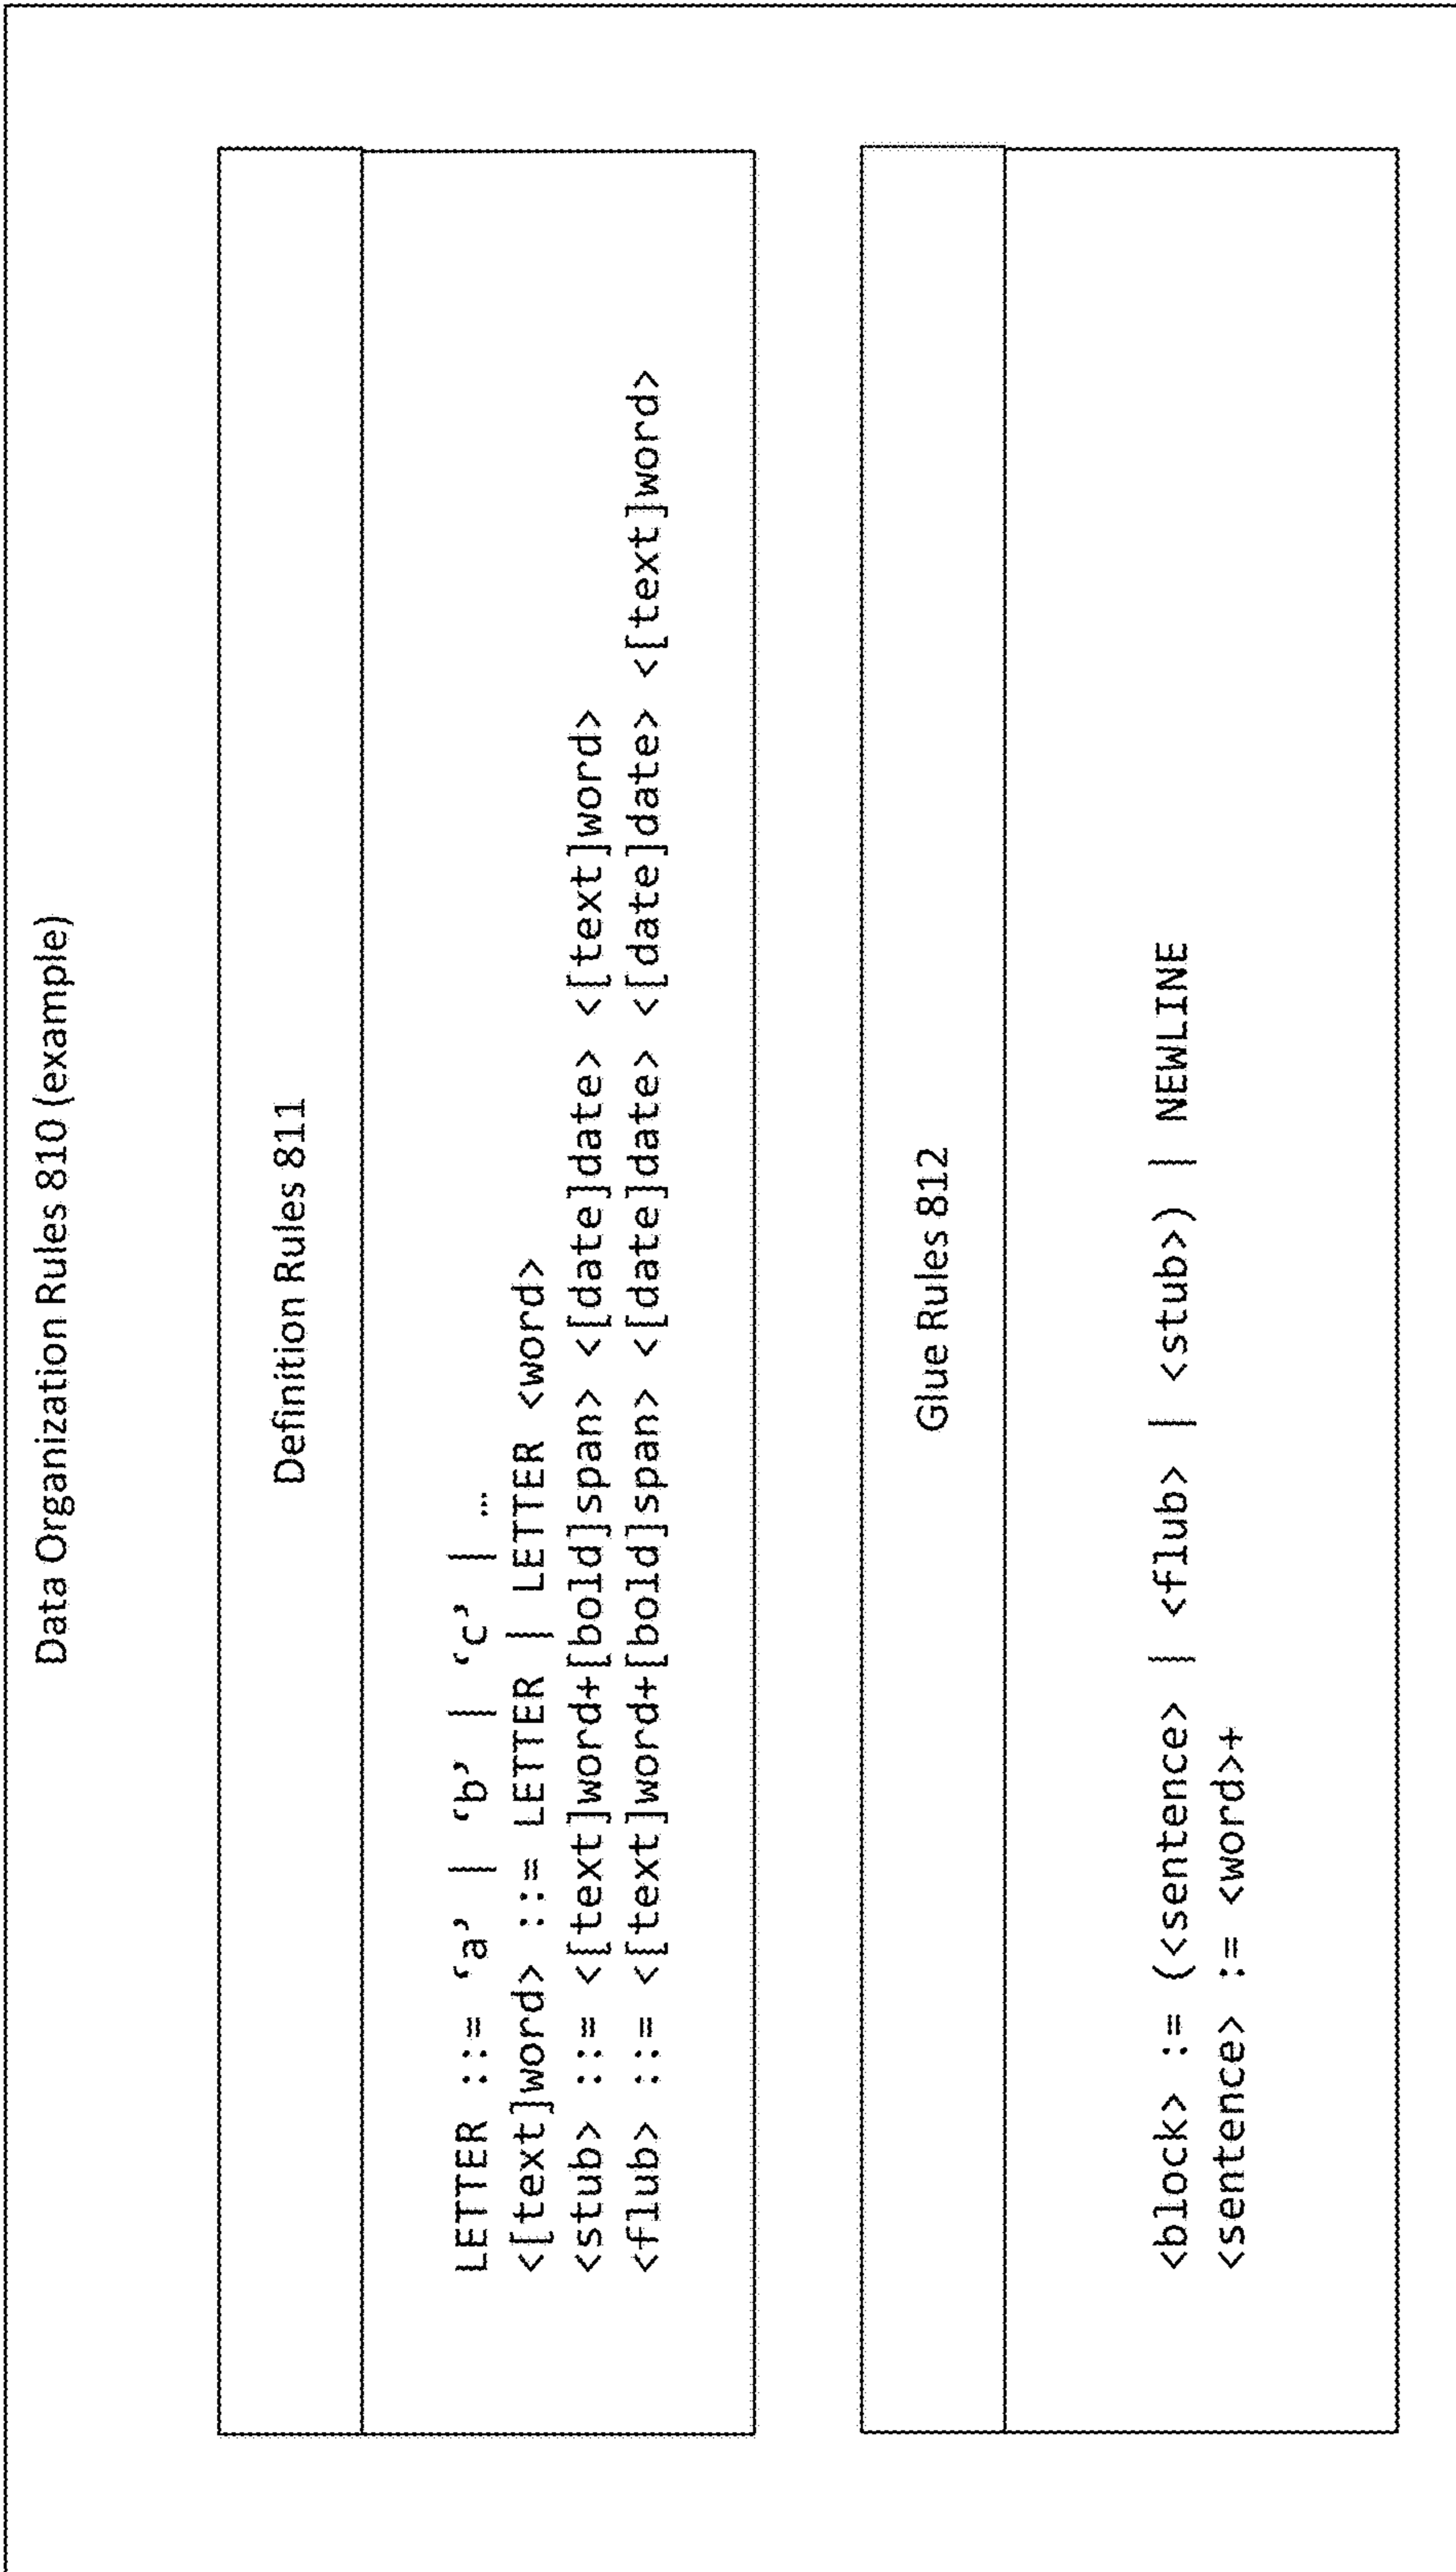 Data Organization Rules 810 (example)
Definition Rules 811
LETTER ::= ‘a’ | ‘b’ | ‘c’ | …
<[text]word> ::= LETTER | LETTER <word>
<stub> ::= <[text]word+[bold]span> <[date]date> <[text]word>
<flub> ::= <[text]word+[bold]span> <[date]date> <[date]date> <[text]word>
Glue Rules 812
<block> := (<sentence> | <flub> | <stub>) | NEWLINE
<sentence> := <word>+